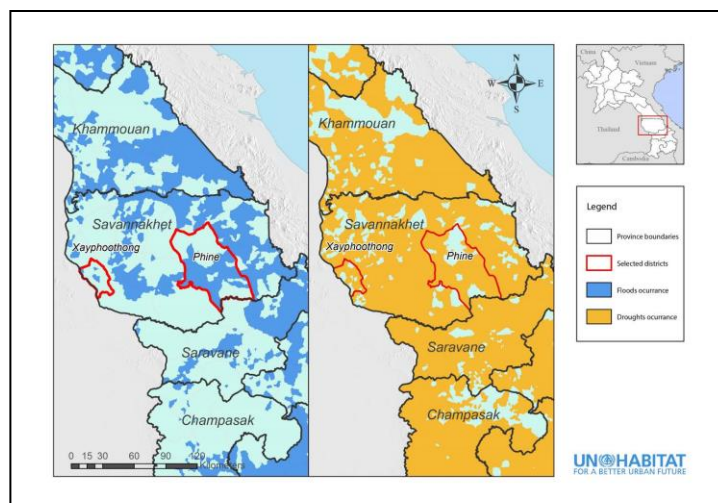 Khammouan
Savannakhet
Xayphoothong
Phine
Saravane
Champasak
0 15 30 60 90 120
Kilometers
N
W E
S
Khammouan
Savannakhet
Xayphoothong
Phine
Saravane
Champasak
China
Vietnam
Thailand
Cambodia
Legend
Province boundaries
Selected districts
Floods ocurrance
Droughts ocurrance
UN HABITAT
FOR A BETTER URBAN FUTURE